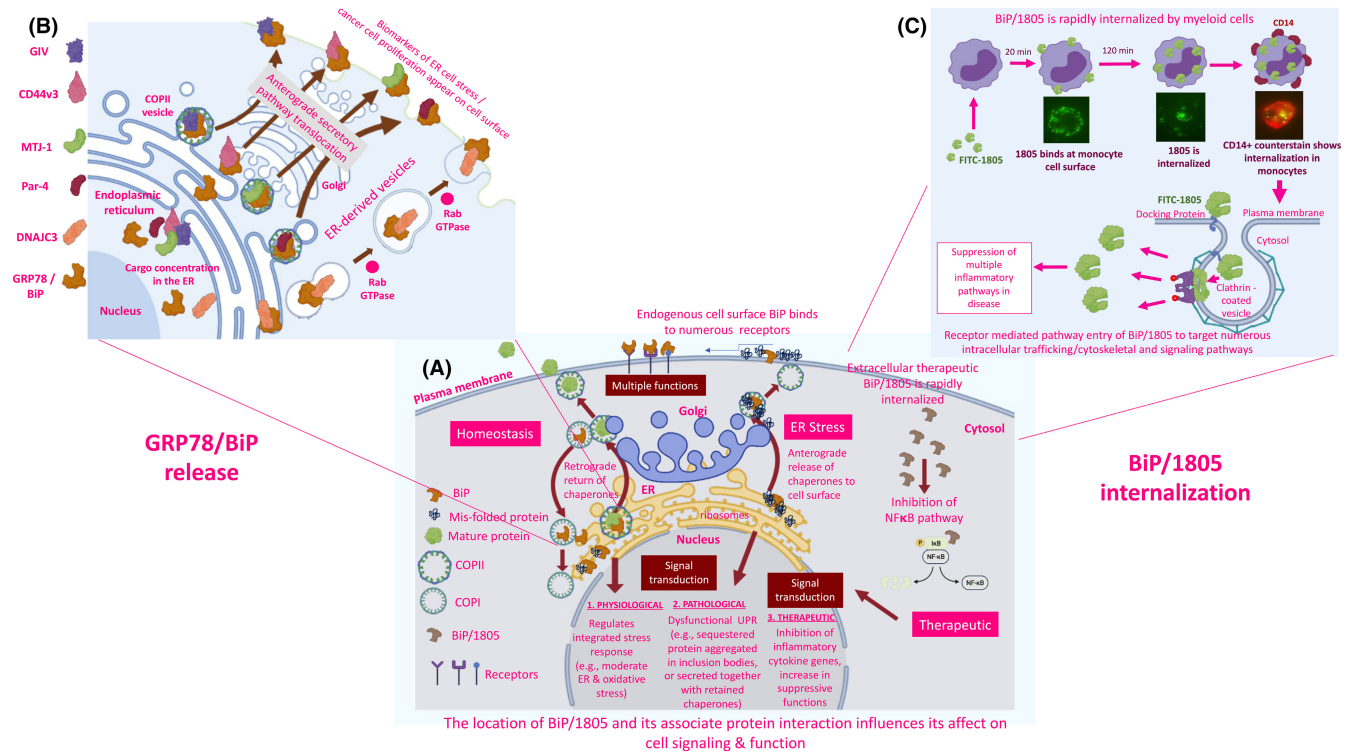 (B)
GIV
CD44v3
MTJ-1
Par-4
DNAJC3
GRP78 /
BiP
COPII
vesicle
Anterograde secretory
pathway translocation
Biomarkers of ER cell stress /
cancer cell proliferation appear on cell surface
Golgi
Endoplasmic
reticulum
ER-derived vesicles
Rab
GTPase
Rab
GTPase
Cargo concentration
in the ER
Nucleus
(C)
BiP/1805 is rapidly internalized by myeloid cells
CD14
20 min
120 min
FITC-1805
1805 binds at monocyte
cell surface
1805 is
internalized
CD14+ counterstain shows
internalization in
monocytes
FITC-1805
Docking Protein
Plasma membrane
Cytosol
Suppression of
multiple
inflammatory
pathways in
disease
Clathrin -
coated
vesicle
Receptor mediated pathway entry of BiP/1805 to target numerous
intracellular trafficking/cytoskeletal and signaling pathways
GRP78/BiP
release
BiP/1805
internalization
(A)
Endogenous cell surface BiP binds
to numerous receptors
Plasma membrane
Multiple functions
Extracellular therapeutic
BiP/1805 is rapidly
internalized
Golgi
Homeostasis
ER Stress
Cytosol
Retrograde
return of
chaperones
Anterograde
release of
chaperones to
cell surface
ER
ribosomes
Nucleus
Inhibition of
NFκB pathway
P
IκB
NF-κB
NF-κB
BiP
Mis-folded protein
Mature protein
COPII
COPI
BiP/1805
Receptors
Signal
transduction
Signal
transduction
Therapeutic
1. PHYSIOLOGICAL
Regulates
integrated stress
response
(e.g., moderate
ER & oxidative
stress)
2. PATHOLOGICAL
Dysfunctional UPR
(e.g., sequestered
protein aggregated
in inclusion bodies,
or secreted together
with retained
chaperones)
3. THERAPEUTIC
Inhibition of
inflammatory
cytokine genes,
increase in
suppressive
functions
The location of BiP/1805 and its associate protein interaction influences its affect on
cell signaling & function